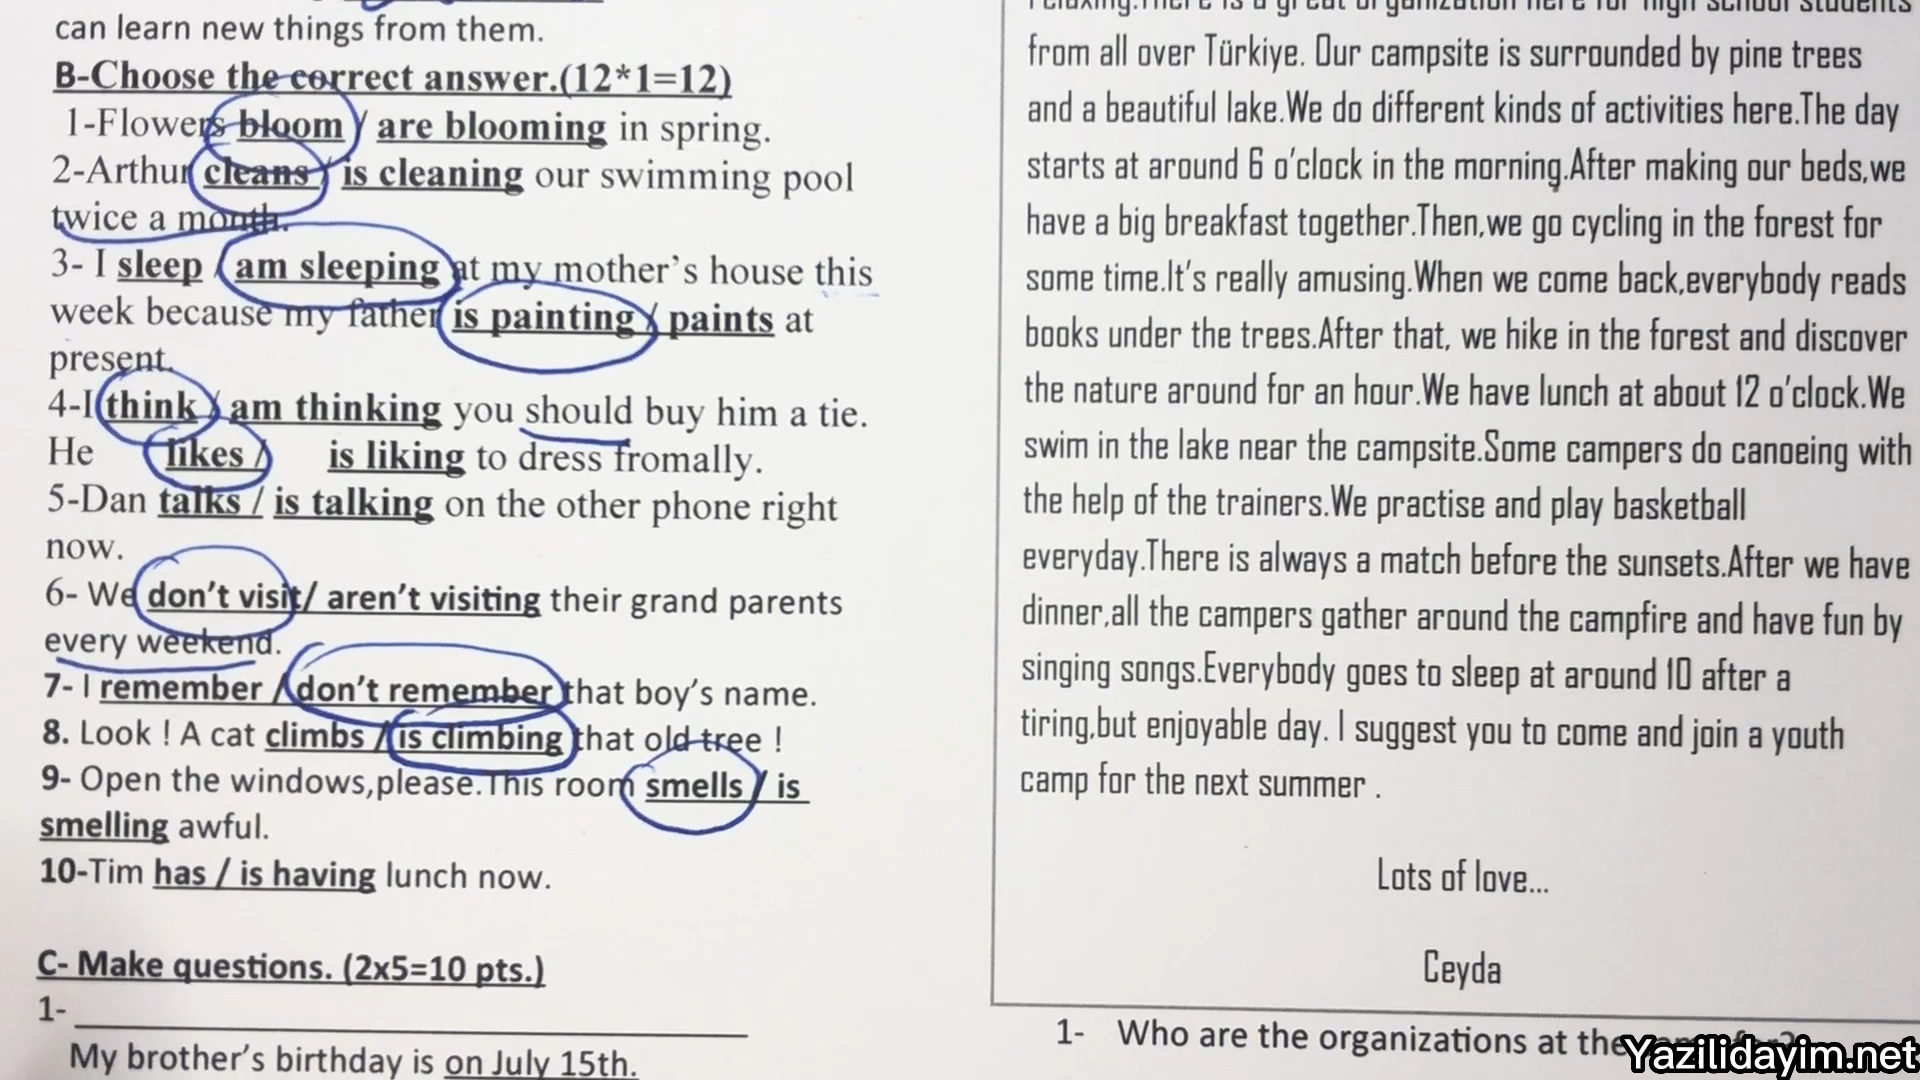 can learn new things from them.
B-Choose the correct answer.(12*1=12)
1-Flowers bloom / are blooming in spring.
2-Arthur cleans / is cleaning our swimming pool
twice a month.
3- I sleep / am sleeping at my mother's house this
week because my father is painting / paints at
present.
4-I think / am thinking you should buy him a tie.
He likes / is liking to dress fromally.
5-Dan talks / is talking on the other phone right
now.
6- We don't visit/ aren't visiting their grand parents
every weekend.
7- I remember / don't remember that boy's name.
8. Look ! A cat climbs / is climbing that old tree !
9- Open the windows,please.This room smells / is
smelling awful.
10-Tim has / is having lunch now.
C- Make questions. (2x5=10 pts.)
1-
My brother's birthday is on July 15th.
relaxing.There is a great organization here for high school students
from all over Türkiye. Our campsite is surrounded by pine trees
and a beautiful lake.We do different kinds of activities here.The day
starts at around 6 o'clock in the morning.After making our beds,we
have a big breakfast together.Then,we go cycling in the forest for
some time.It's really amusing.When we come back,everybody reads
books under the trees.After that, we hike in the forest and discover
the nature around for an hour.We have lunch at about 12 o'clock.We
swim in the lake near the campsite.Some campers do canoeing with
the help of the trainers.We practise and play basketball
everyday.There is always a match before the sunsets.After we have
dinner,all the campers gather around the campfire and have fun by
singing songs.Everybody goes to sleep at around 10 after a
tiring,but enjoyable day. I suggest you to come and join a youth
camp for the next summer .
Lots of love...
Ceyda
1- Who are the organizations at the
Yazilidayim.net